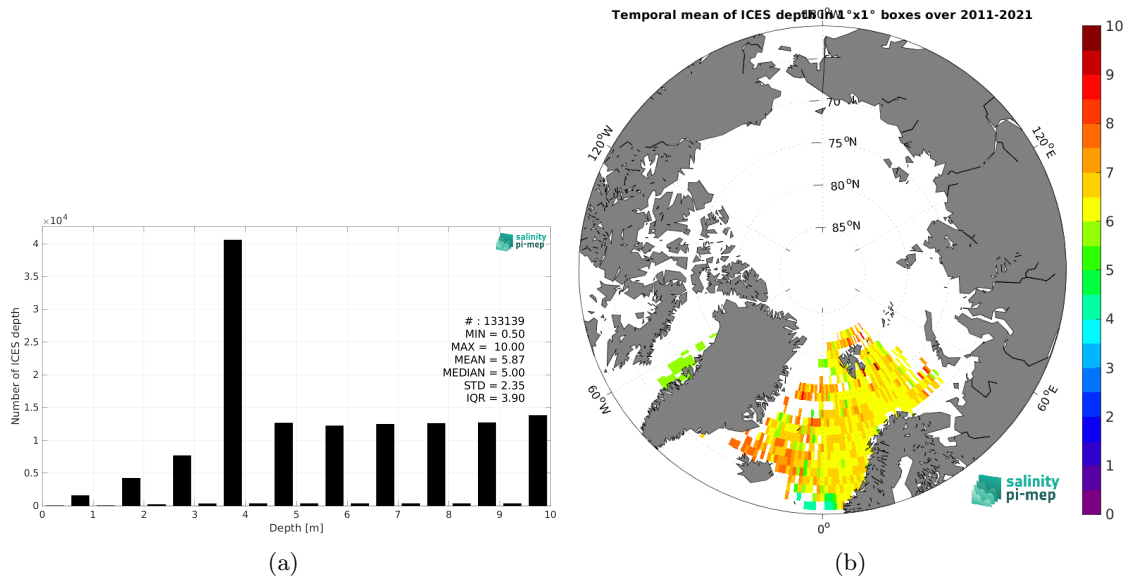 ×10⁴
4
3.5
3
2.5
2
1.5
1
0.5
0
Number of ICES depth
0 1 2 3 4 5 6 7 8 9 10
Depth [m]
salinity
pi-mep
# : 133139
MIN = 0.50
MAX = 10.00
MEAN = 5.87
MEDIAN = 5.00
STD = 2.35
IQR = 3.90
(a)
Temporal mean of ICES depth in 1°x1° boxes over 2011-2021
180°W
120°W
120°E
60°W
60°E
0°
70°N
75°N
80°N
85°N
salinity
pi-mep
10
9
8
7
6
5
4
3
2
1
0
(b)